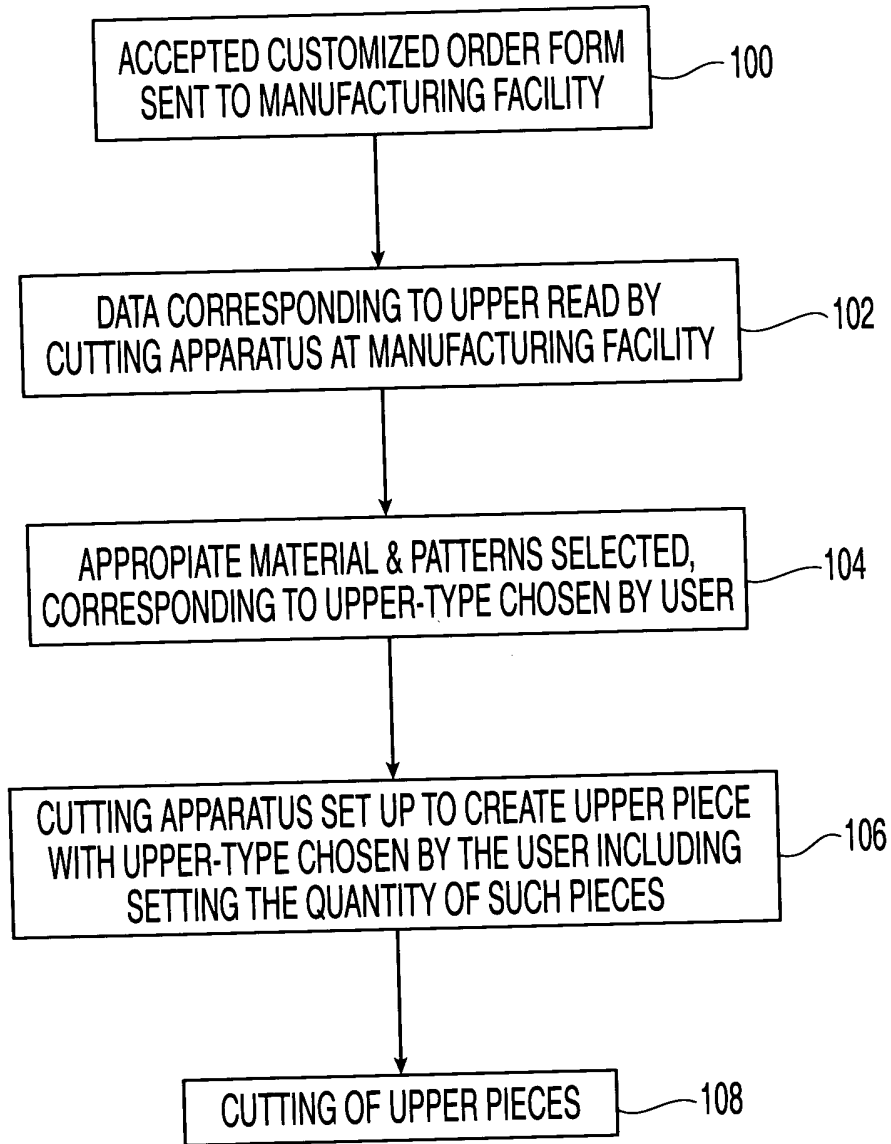 ACCEPTED CUSTOMIZED ORDER FORM
SENT TO MANUFACTURING FACILITY
100
DATA CORRESPONDING TO UPPER READ BY
CUTTING APPARATUS AT MANUFACTURING FACILITY
102
APPROPIATE MATERIAL & PATTERNS SELECTED,
CORRESPONDING TO UPPER-TYPE CHOSEN BY USER
104
CUTTING APPARATUS SET UP TO CREATE UPPER PIECE
WITH UPPER-TYPE CHOSEN BY THE USER INCLUDING
SETTING THE QUANTITY OF SUCH PIECES
106
CUTTING OF UPPER PIECES
108